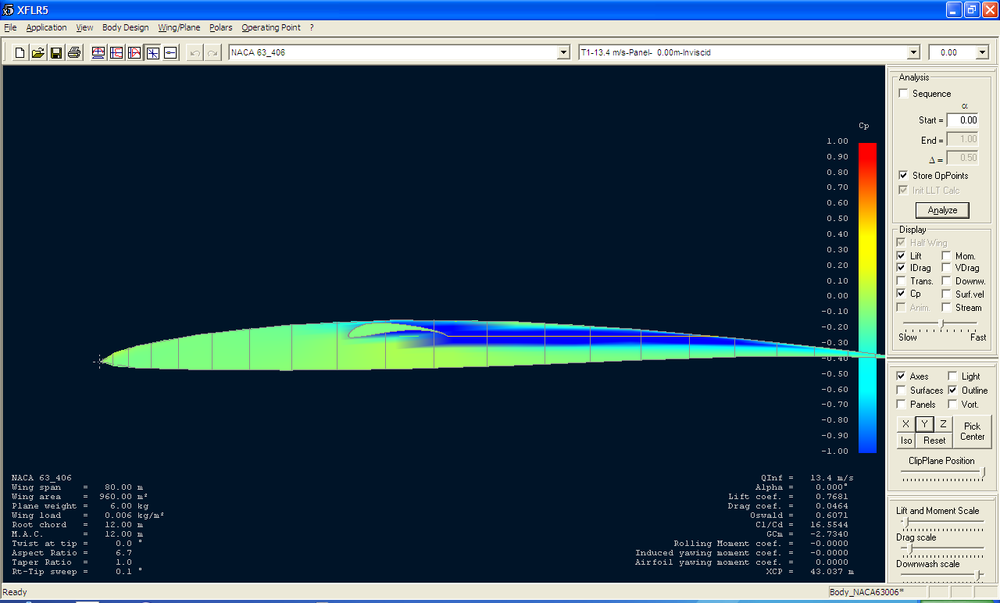 XFLR5
File Application View Body Design Wing/Plane Polars Operating Point ?
NACA 63_406 T1-13.4 m/s-Panel- 0.00m-Inviscid 0.00
Analysis
Sequence
α
Start = 0.00
End = 1.00
Δ = 0.50
Store OpPoints
Init LLT Calc
Analyze
Display
Half Wing
Lift Mom.
IDrag VDrag
Trans. Downw.
Cp Surf.vel
Anim. Stream
Slow Fast
Axes Light
Surfaces Outline
Panels Vort.
X Y Z Pick Center
Iso Reset
ClipPlane Position
Lift and Moment Scale
Drag scale
Downwash scale
Cp
1.00
0.90
0.80
0.70
0.60
0.50
0.40
0.30
0.20
0.10
0.00
-0.10
-0.20
-0.30
-0.40
-0.50
-0.60
-0.70
-0.80
-0.90
-1.00
NACA 63_406
Wing span = 80.00 m
Wing area = 960.00 m²
Plane weight = 6.00 kg
Wing load = 0.006 kg/m²
Root chord = 12.00 m
M.A.C. = 12.00 m
Twist at tip = 0.0 °
Aspect Ratio = 6.7
Taper Ratio = 1.0
Rt-Tip sweep = 0.1 °
QInf = 13.4 m/s
Alpha = 0.000°
Lift coef. = 0.7681
Drag coef. = 0.0464
Oswald = 0.6071
Cl/Cd = 16.5544
GCm = -2.7340
Rolling Moment coef. = -0.0000
Induced yawing moment coef. = -0.0000
Airfoil yawing moment coef. = 0.0000
XCP = 43.037 m
Ready Body_NACA63006*